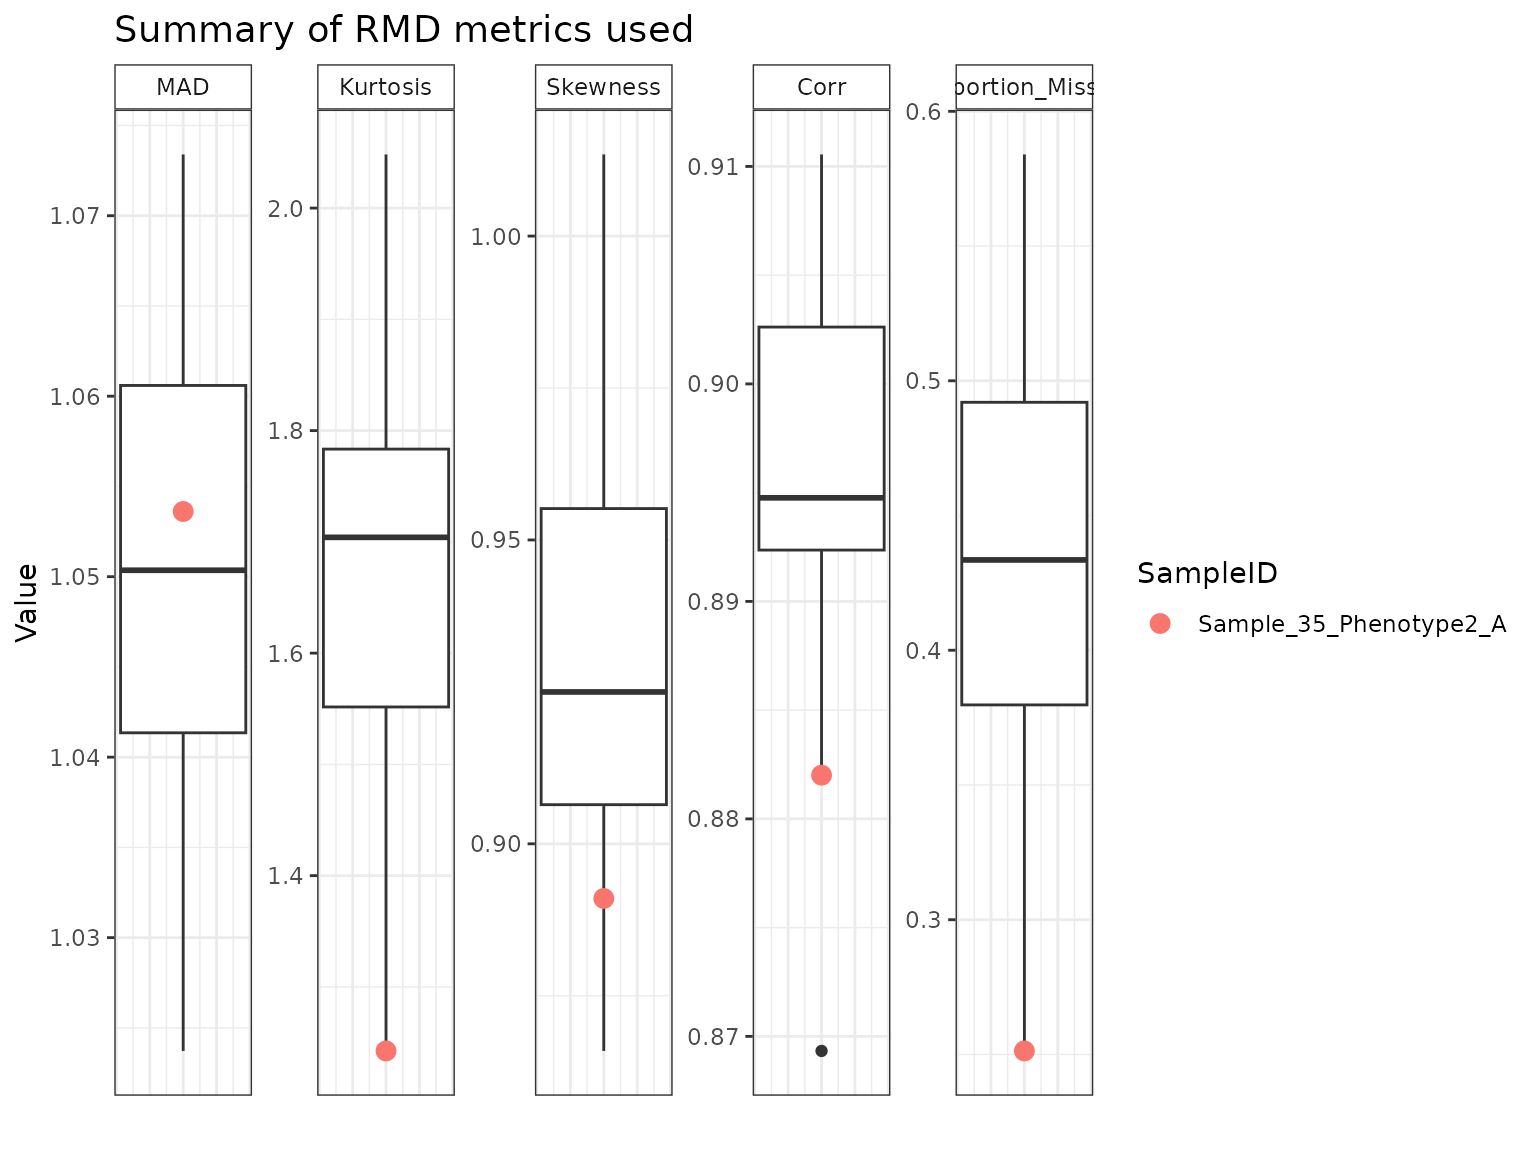 Summary of RMD metrics used
MAD
Kurtosis
Skewness
Corr
portion_Miss
Value
1.07
1.06
1.05
1.04
1.03
2.0
1.8
1.6
1.4
1.00
0.95
0.90
0.91
0.90
0.89
0.88
0.87
0.6
0.5
0.4
0.3
SampleID
Sample_35_Phenotype2_A